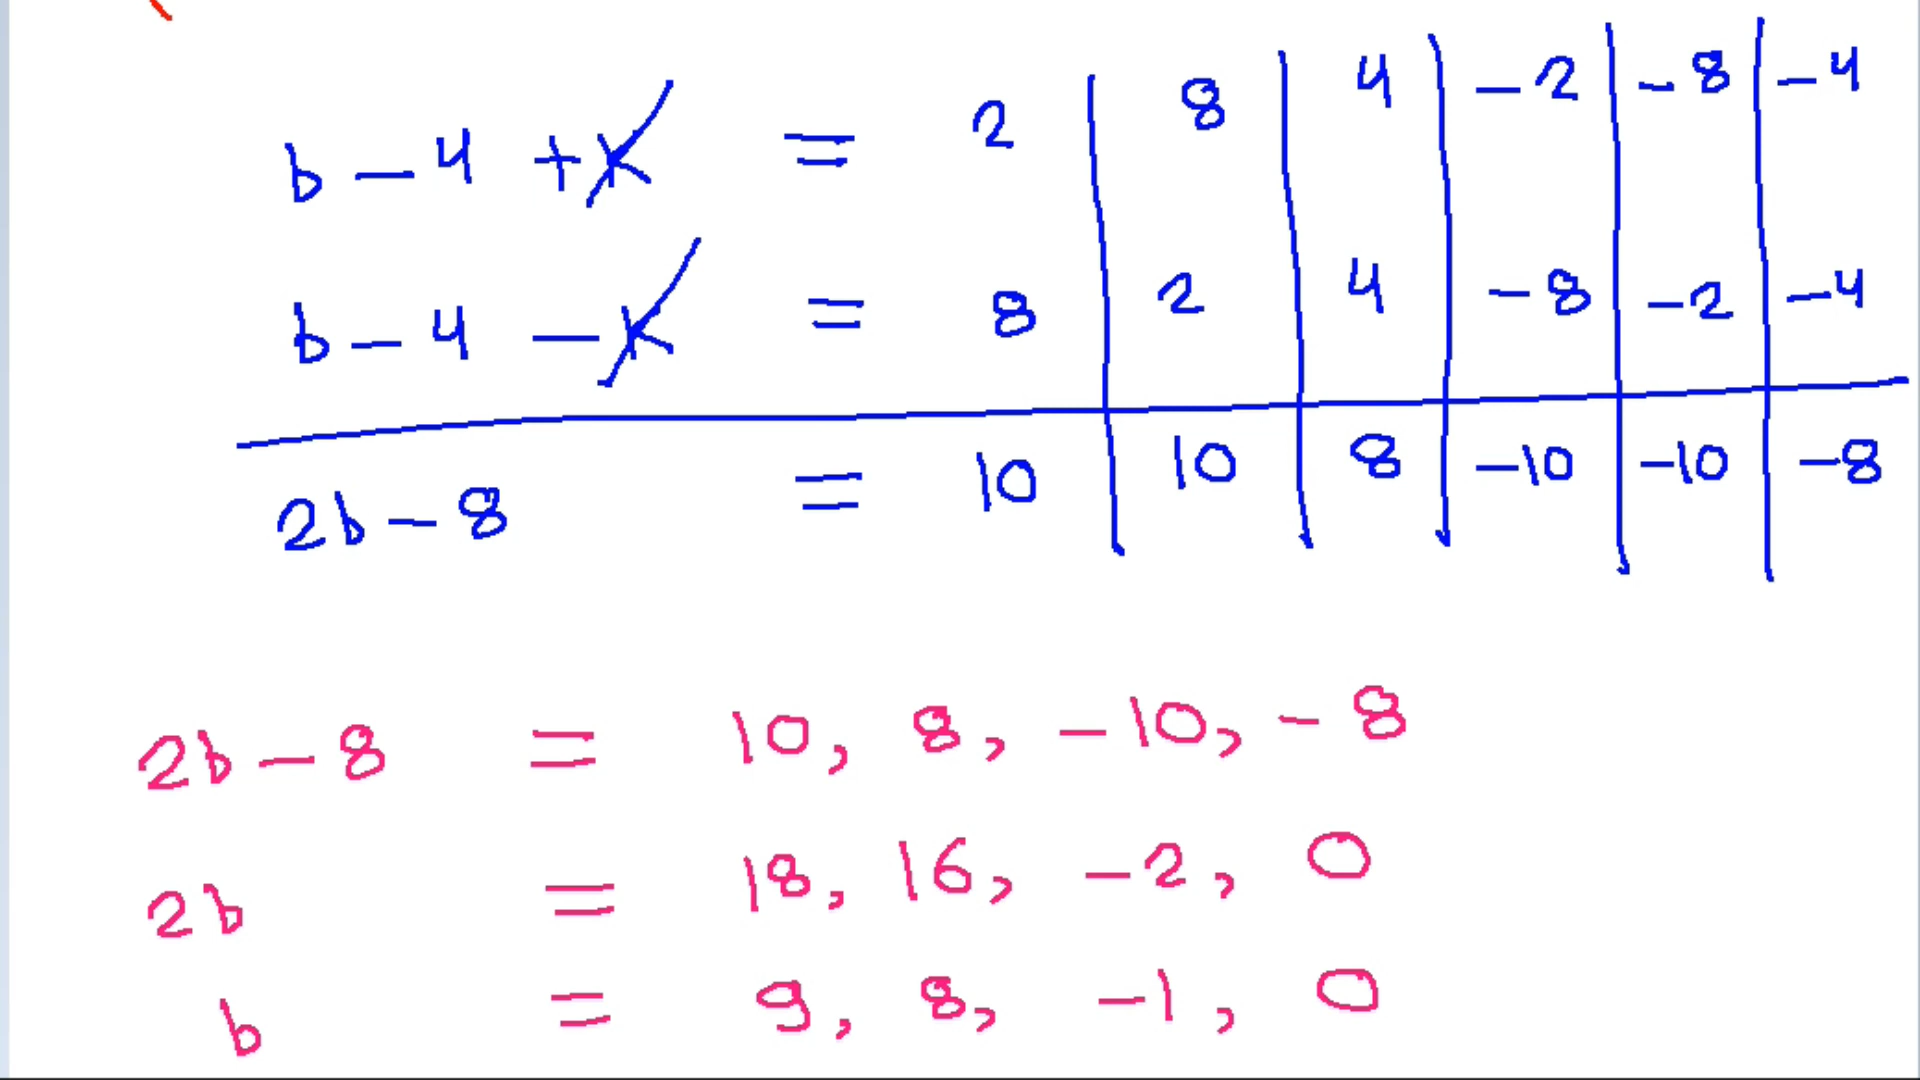 b - 4 + K = 2 | 8 | 4 | -2 | -8 | -4
b - 4 - K = 8 | 2 | 4 | -8 | -2 | -4
2b - 8 = 10 | 10 | 8 | -10 | -10 | -8
2b - 8 = 10, 8, -10, -8
2b = 18, 16, -2, 0
b = 9, 8, -1, 0